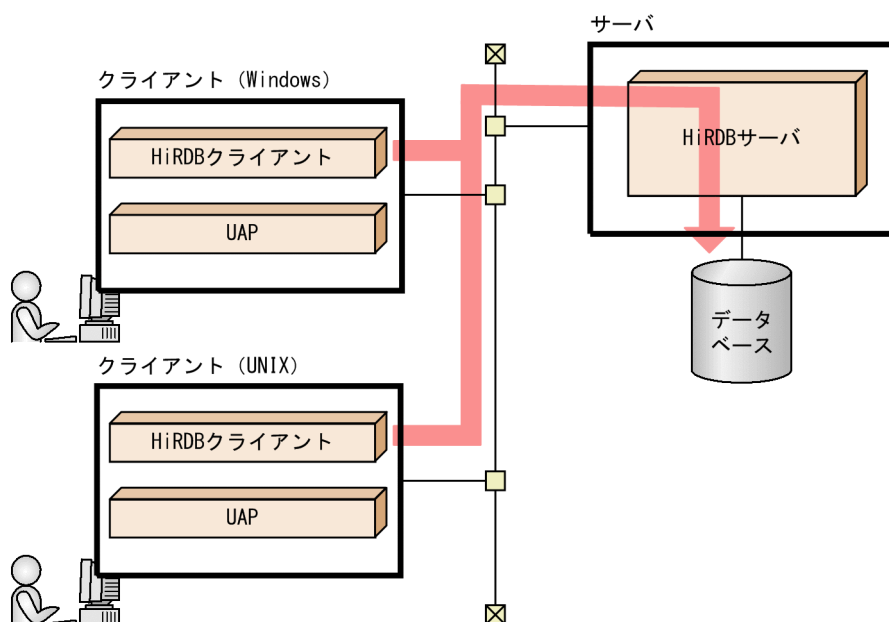 サーバ
クライアント（Windows）
HiRDBクライアント
UAP
HiRDBサーバ
データ
ベース
クライアント（UNIX）
HiRDBクライアント
UAP